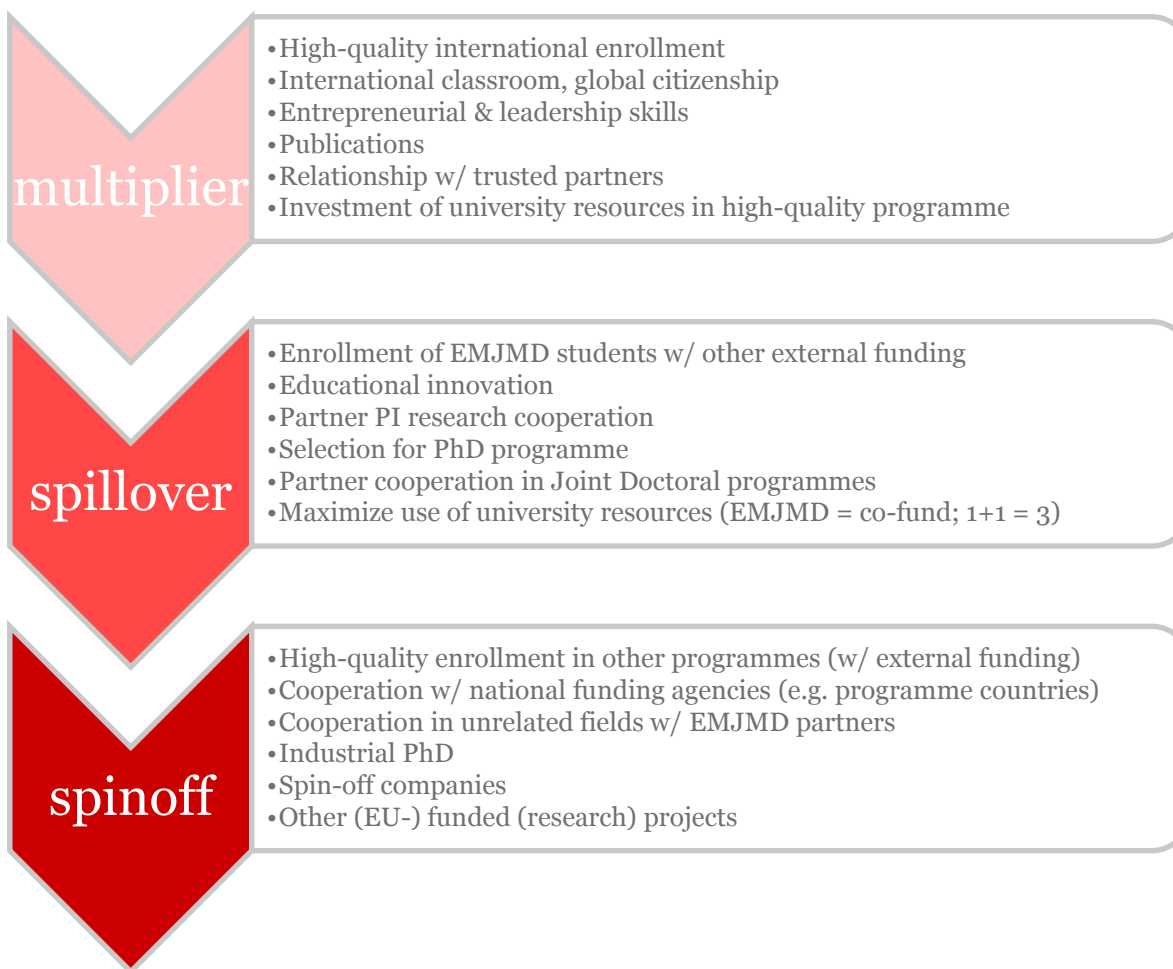 multiplier
•High-quality international enrollment
•International classroom, global citizenship
•Entrepreneurial & leadership skills
•Publications
•Relationship w/ trusted partners
•Investment of university resources in high-quality programme
spillover
•Enrollment of EMJMD students w/ other external funding
•Educational innovation
•Partner PI research cooperation
•Selection for PhD programme
•Partner cooperation in Joint Doctoral programmes
•Maximize use of university resources (EMJMD = co-fund; 1+1 = 3)
spinoff
•High-quality enrollment in other programmes (w/ external funding)
•Cooperation w/ national funding agencies (e.g. programme countries)
•Cooperation in unrelated fields w/ EMJMD partners
•Industrial PhD
•Spin-off companies
•Other (EU-) funded (research) projects